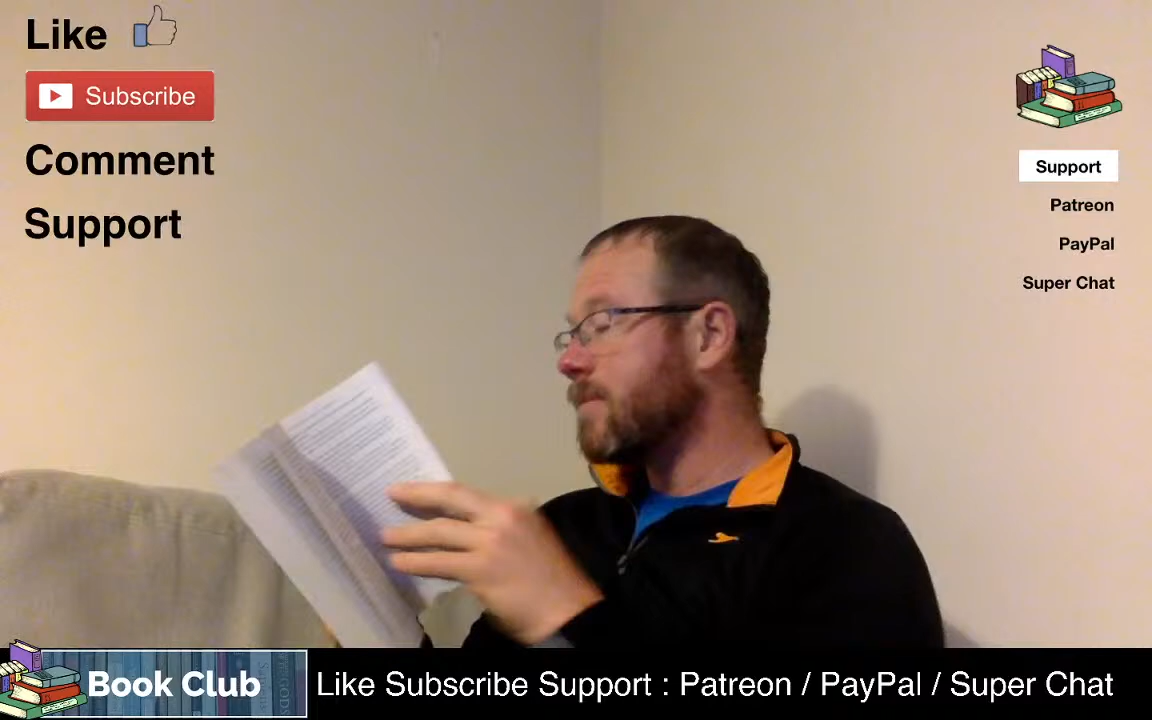 Like
Subscribe
Comment
Support
Support
Patreon
PayPal
Super Chat
Book Club
Like Subscribe Support : Patreon / PayPal / Super Chat